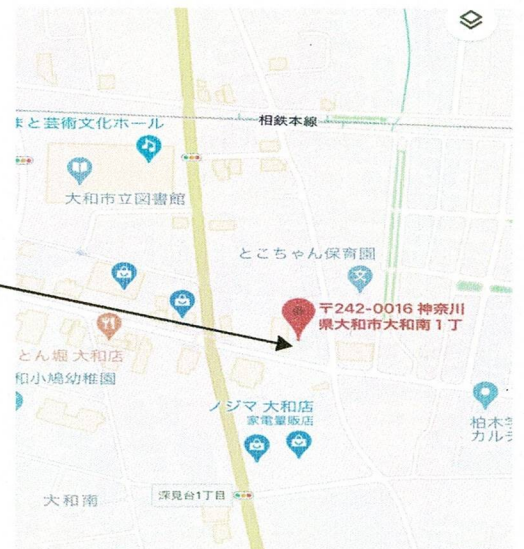 相鉄本線
まと芸術文化ホール
大和市立図書館
とこちゃん保育園
〒242-0016 神奈川
県大和市大和南1丁
とん堀 大和店
和小鳩幼稚園
ノジマ 大和店
家電量販店
柏木学
カルチ
深見台1丁目
大和南